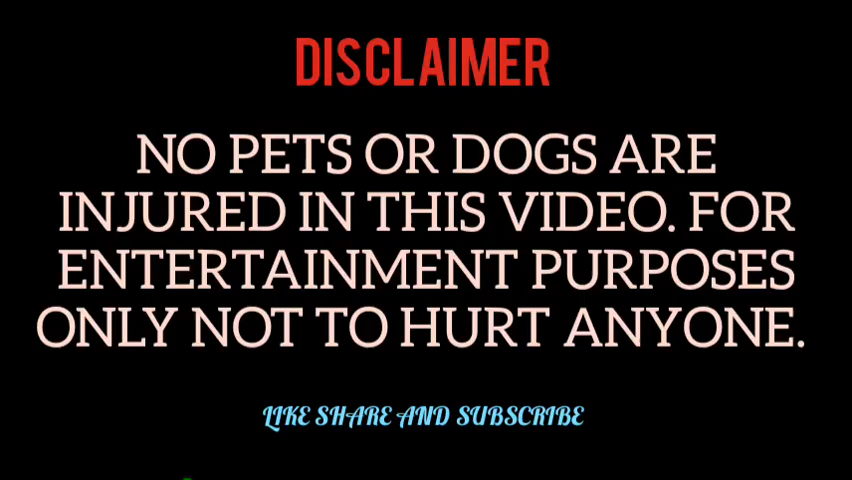 DISCLAIMER
NO PETS OR DOGS ARE
INJURED IN THIS VIDEO. FOR
ENTERTAINMENT PURPOSES
ONLY NOT TO HURT ANYONE.
LIKE SHARE AND SUBSCRIBE